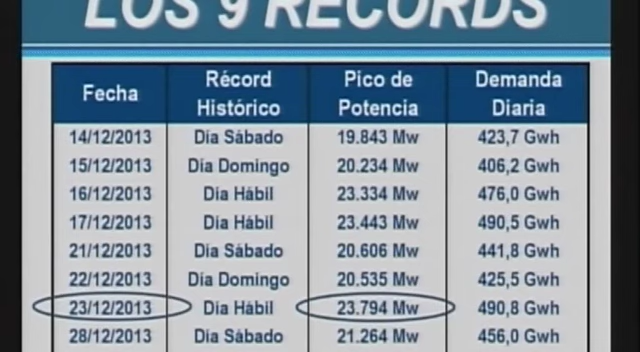 LOS 9 RECORDS
Fecha Récord Histórico Pico de Potencia Demanda Diaria
14/12/2013 Día Sábado 19.843 Mw 423,7 Gwh
15/12/2013 Día Domingo 20.234 Mw 406,2 Gwh
16/12/2013 Día Hábil 23.334 Mw 476,0 Gwh
17/12/2013 Día Hábil 23.443 Mw 490,5 Gwh
21/12/2013 Día Sábado 20.606 Mw 441,8 Gwh
22/12/2013 Día Domingo 20.535 Mw 425,5 Gwh
23/12/2013 Día Hábil 23.794 Mw 490,8 Gwh
28/12/2013 Día Sábado 21.264 Mw 456,0 Gwh